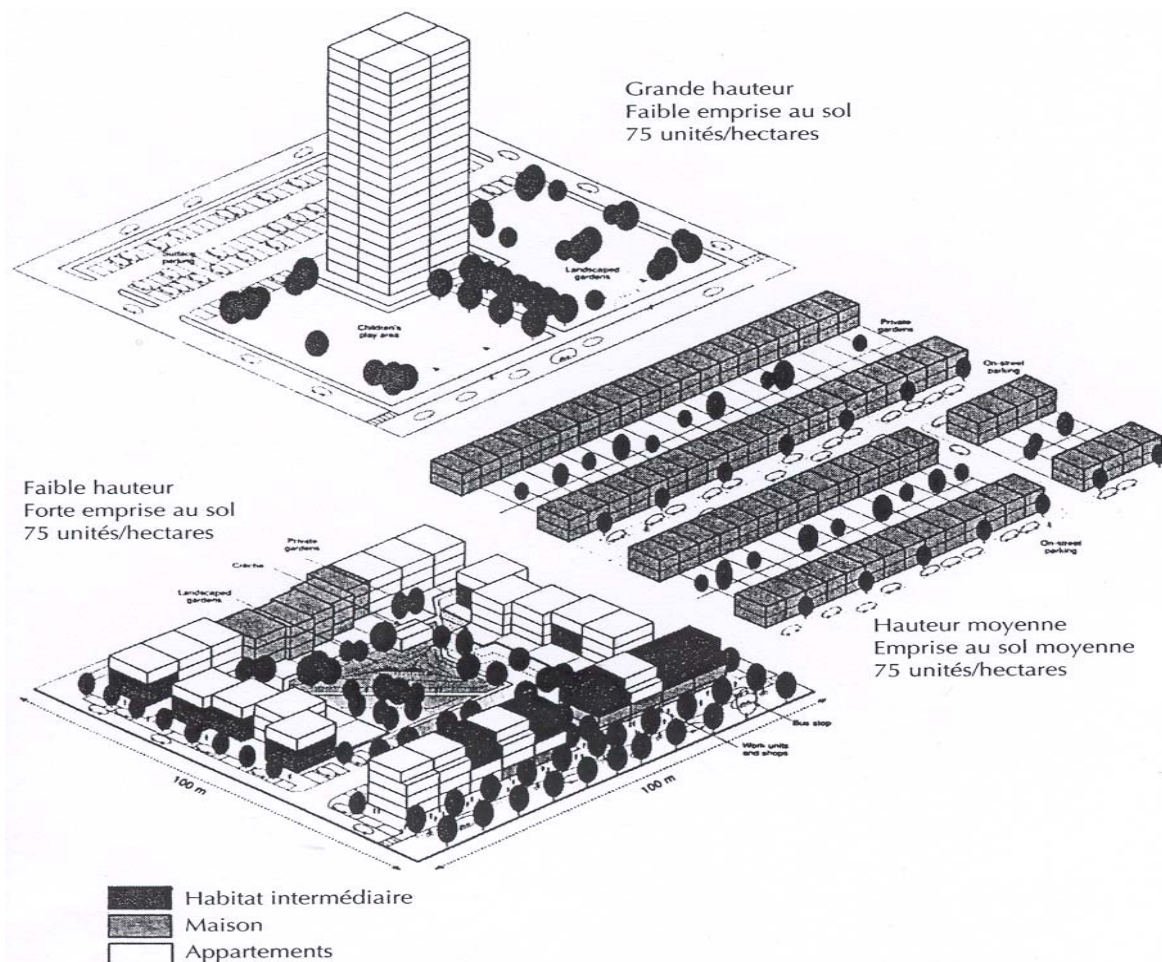 Grande hauteur
Faible emprise au sol
75 unités/hectares
Surface
parking
Landscaped
gardens
Children's
play area
Private
gardens
On-street
parking
Faible hauteur
Forte emprise au sol
75 unités/hectares
Private
gardens
Crèche
Landscaped
gardens
On-street
parking
Hauteur moyenne
Emprise au sol moyenne
75 unités/hectares
Bus stop
Work units
and shops
100 m
100 m
Habitat intermédiaire
Maison
Appartements